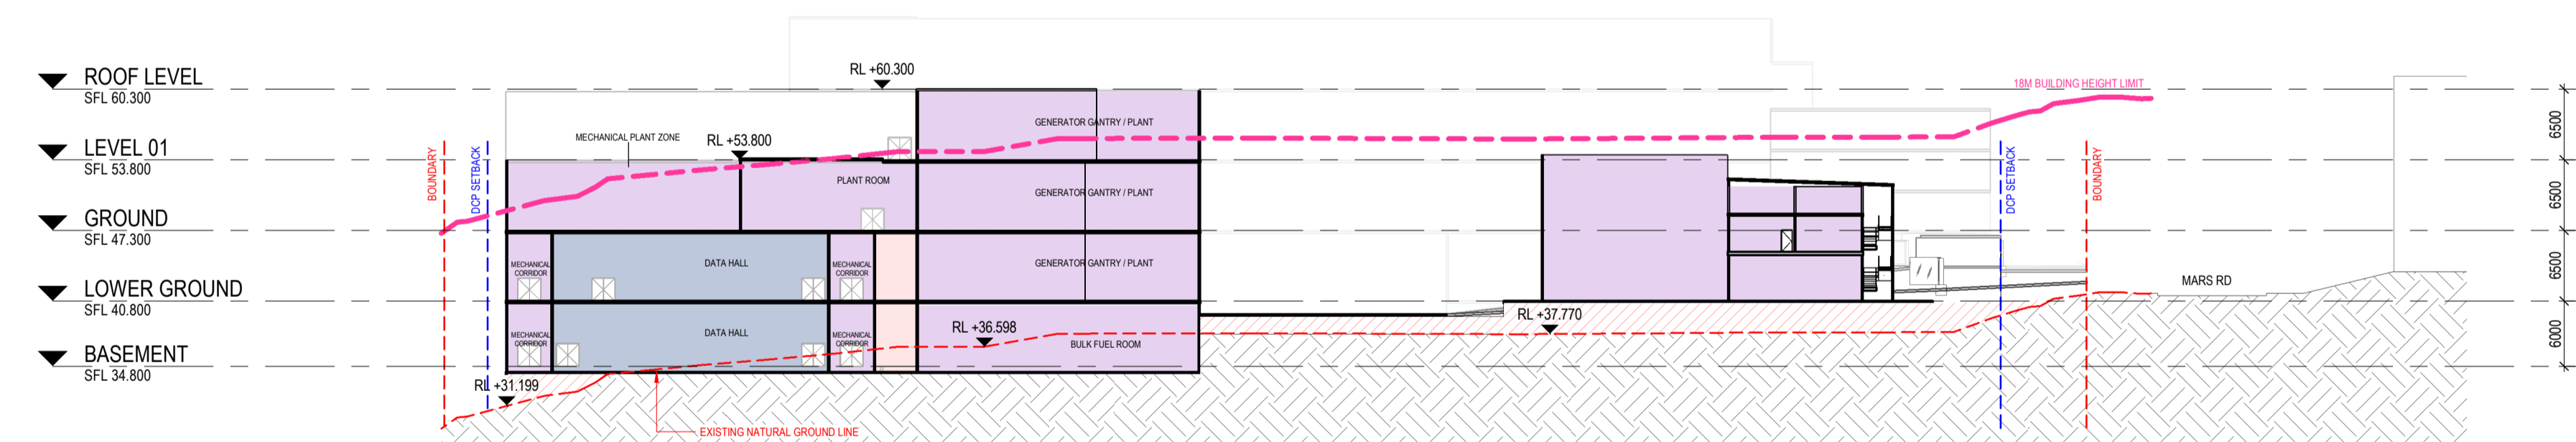 RL +60.300
ROOF LEVEL
SFL 60.300
18M BUILDING HEIGHT LIMIT
GENERATOR GANTRY / PLANT
6500
MECHANICAL PLANT ZONE
RL +53.800
LEVEL 01
SFL 53.800
BOUNDARY
DCP SETBACK
PLANT ROOM
GENERATOR GANTRY / PLANT
DCP SETBACK
BOUNDARY
6500
GROUND
SFL 47.300
MECHANICAL
CORRIDOR
DATA HALL
MECHANICAL
CORRIDOR
GENERATOR GANTRY / PLANT
6500
MARS RD
LOWER GROUND
SFL 40.800
RL +37.770
MECHANICAL
CORRIDOR
DATA HALL
MECHANICAL
CORRIDOR
RL +36.598
BULK FUEL ROOM
6000
BASEMENT
SFL 34.800
RL +31.199
EXISTING NATURAL GROUND LINE